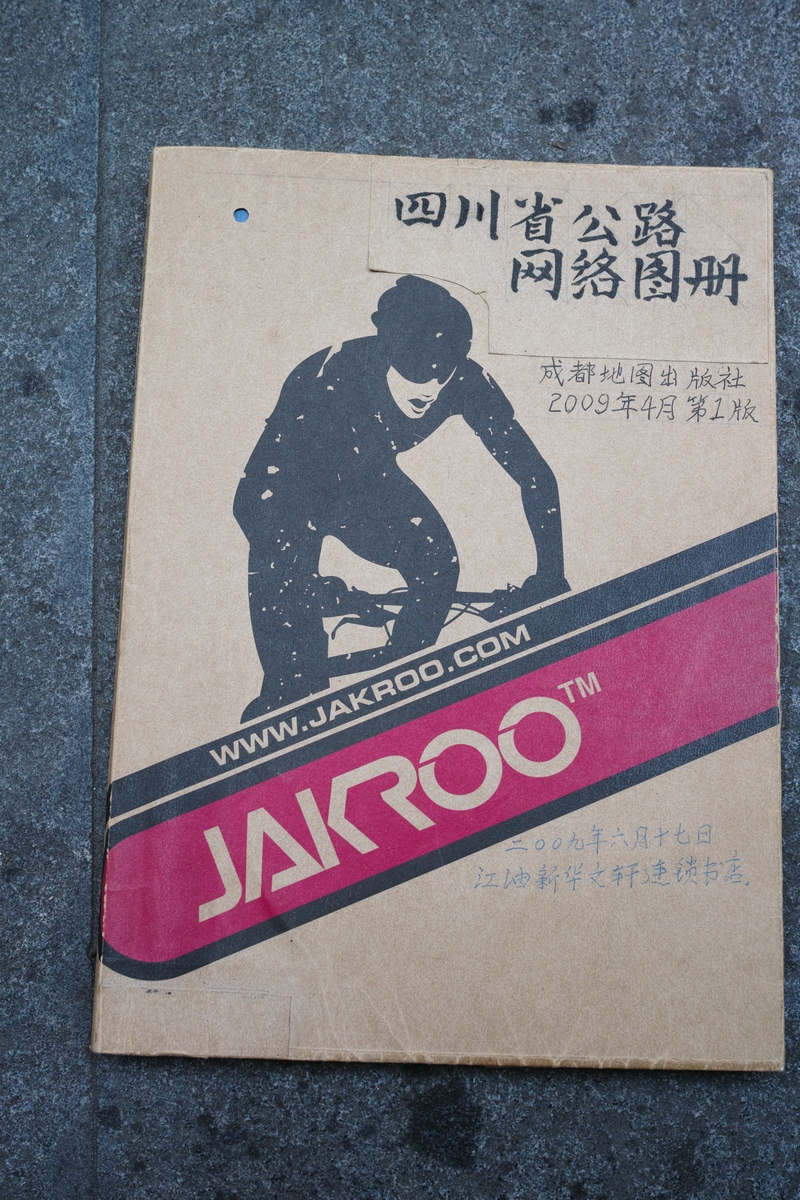 四川省公路
网络图册
成都地图出版社
2009年4月第1版
WWW.JAKROO.COM
JAKROO™
二〇〇九年六月十七日
江油新华文轩连锁书店。